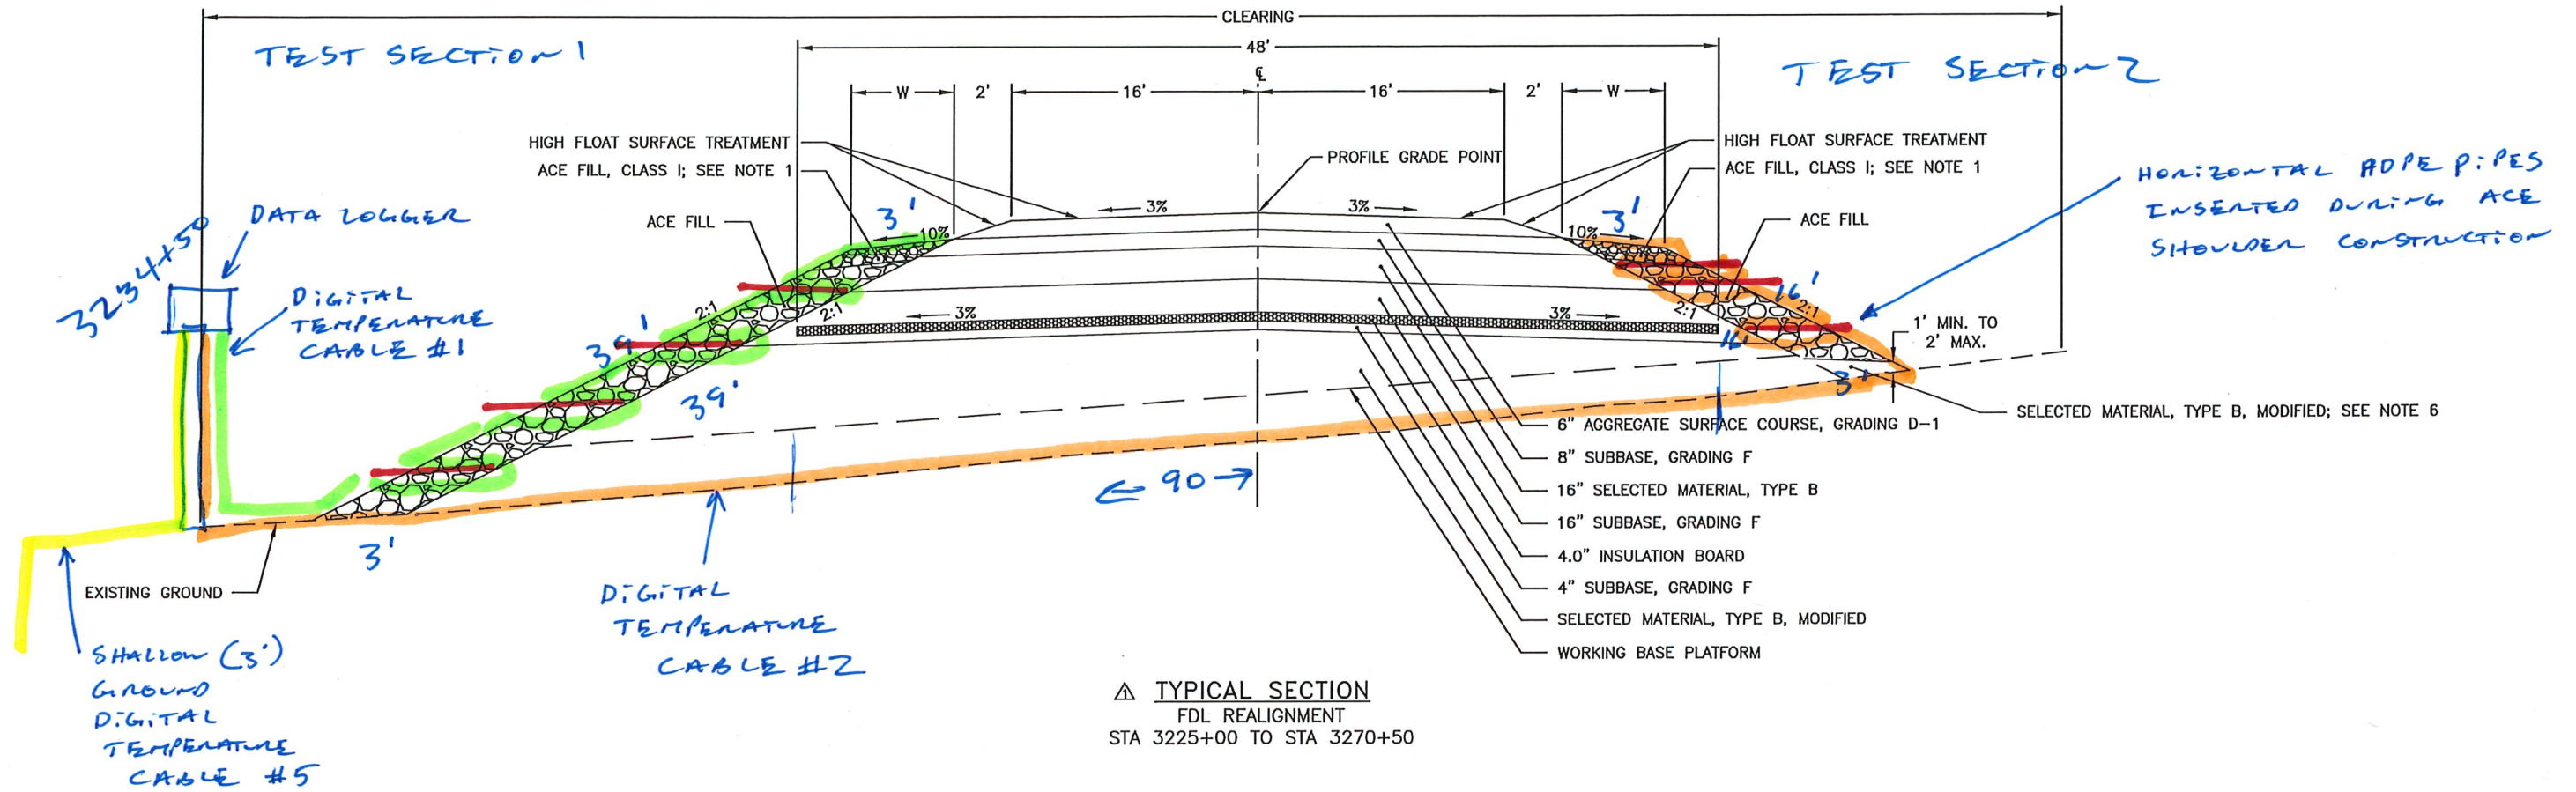 CLEARING
TEST SECTION 1
48'
TEST SECTION 2
℄
W
2'
16'
16'
2'
W
HIGH FLOAT SURFACE TREATMENT
PROFILE GRADE POINT
HIGH FLOAT SURFACE TREATMENT
ACE FILL, CLASS I; SEE NOTE 1
ACE FILL, CLASS I; SEE NOTE 1
HORIZONTAL HDPE PIPES
INSERTED DURING ACE
SHOULDER CONSTRUCTION
3234+50
DATA LOGGER
ACE FILL
3'
3%
3%
3'
ACE FILL
10%
10%
DIGITAL
TEMPERATURE
CABLE #1
2:1
2:1
3%
3%
2:1
2:1
16'
16'
1' MIN. TO
2' MAX.
39'
39'
3'
SELECTED MATERIAL, TYPE B, MODIFIED; SEE NOTE 6
6" AGGREGATE SURFACE COURSE, GRADING D-1
8" SUBBASE, GRADING F
← 90 →
16" SELECTED MATERIAL, TYPE B
16" SUBBASE, GRADING F
3'
4.0" INSULATION BOARD
EXISTING GROUND
4" SUBBASE, GRADING F
DIGITAL
TEMPERATURE
CABLE #2
SELECTED MATERIAL, TYPE B, MODIFIED
WORKING BASE PLATFORM
SHALLOW (3')
GROUND
DIGITAL
TEMPERATURE
CABLE #5
1 TYPICAL SECTION
FDL REALIGNMENT
STA 3225+00 TO STA 3270+50